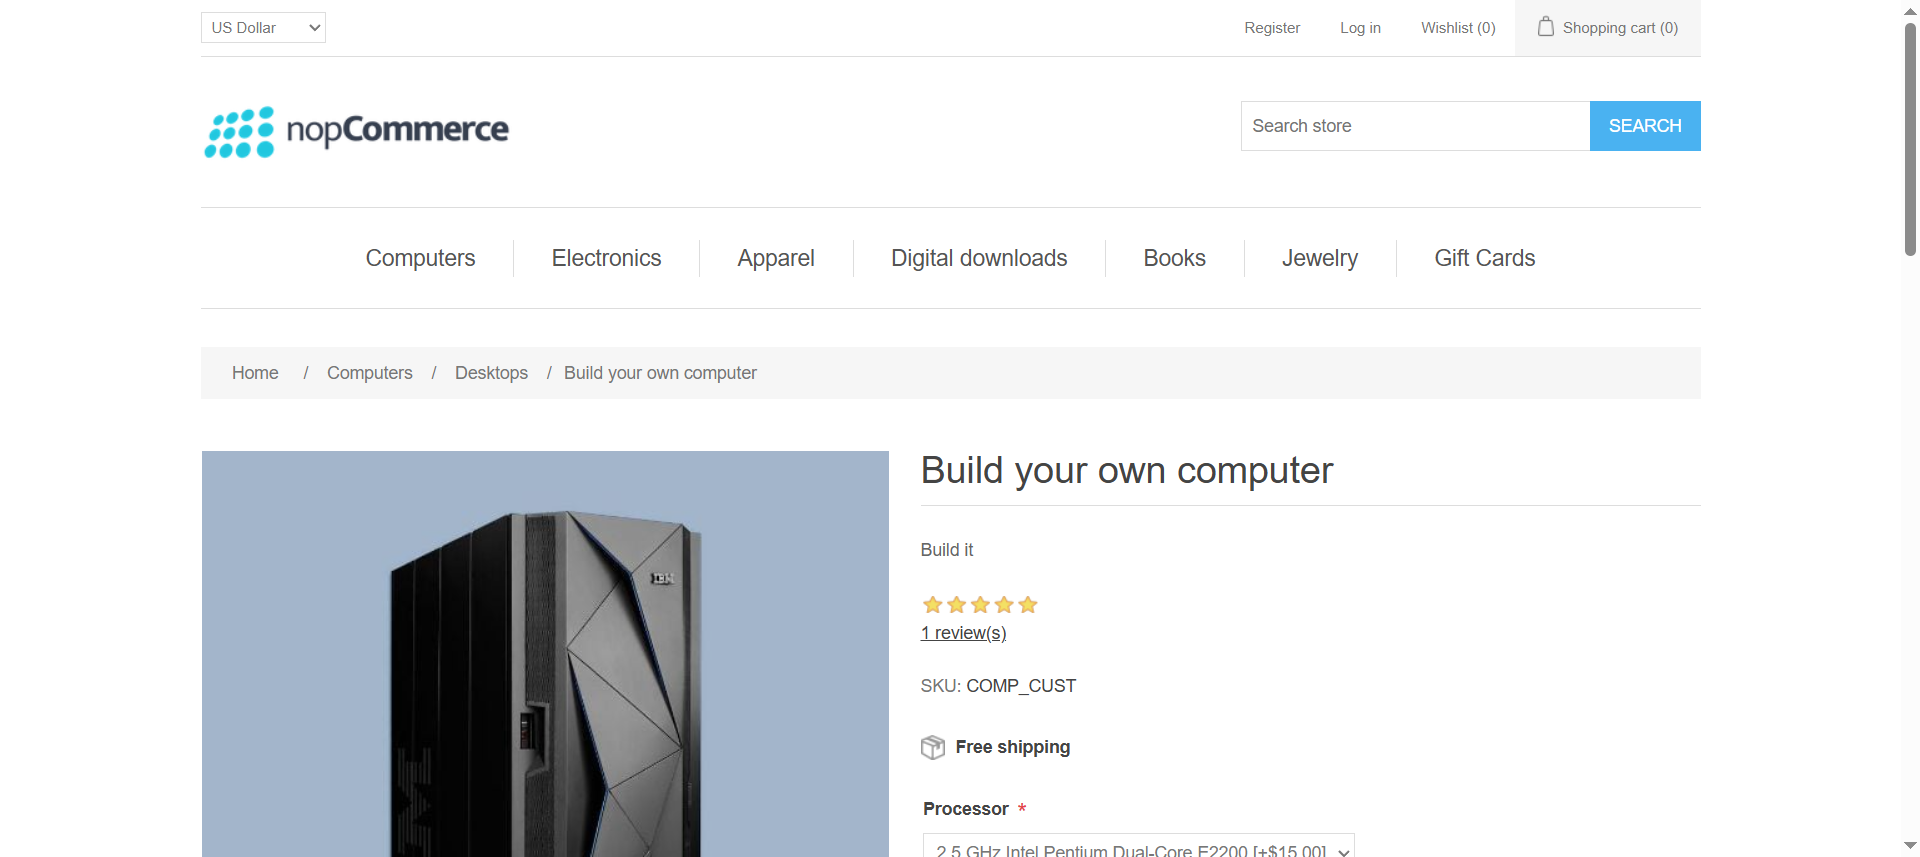 US Dollar
Register
Log in
Wishlist (0)
Shopping cart (0)
nopCommerce
Search store
SEARCH
Computers
Electronics
Apparel
Digital downloads
Books
Jewelry
Gift Cards
Home / Computers / Desktops / Build your own computer
Build your own computer
IBM
Build it
1 review(s)
SKU: COMP_CUST
Free shipping
Processor *
2.5 GHz Intel Pentium Dual-Core E2200 [+$15.00]